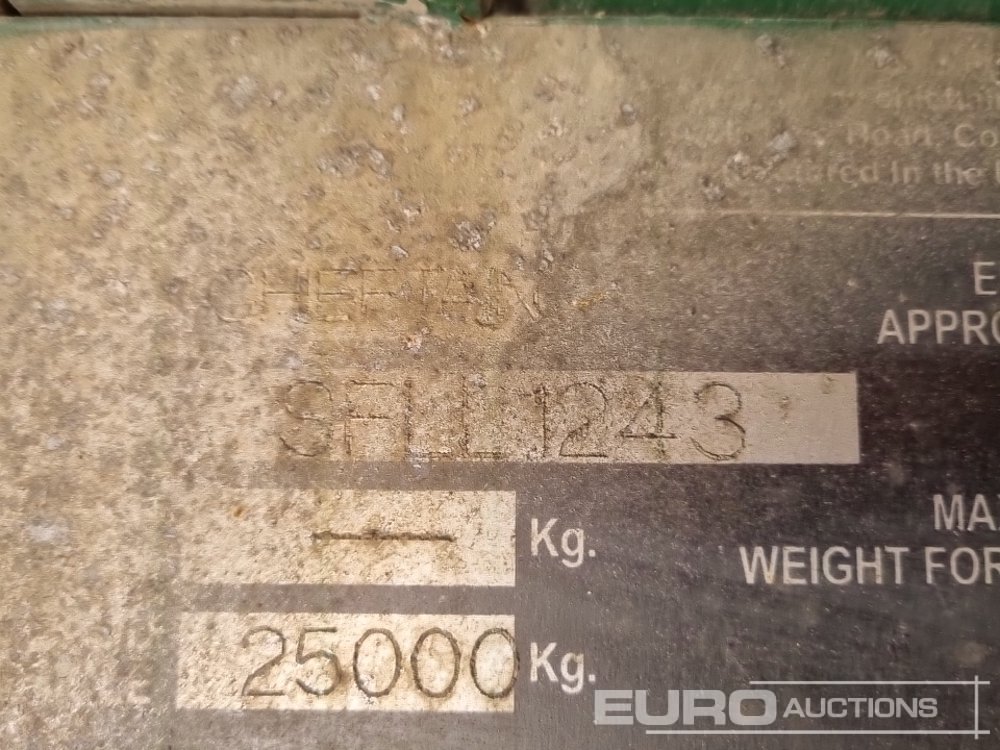 Road, Co
In the
CHEFTAIN
E
APPRO
SFLL1243
Kg.
MA
WEIGHT FOR
25000 Kg.
EURO AUCTIONS